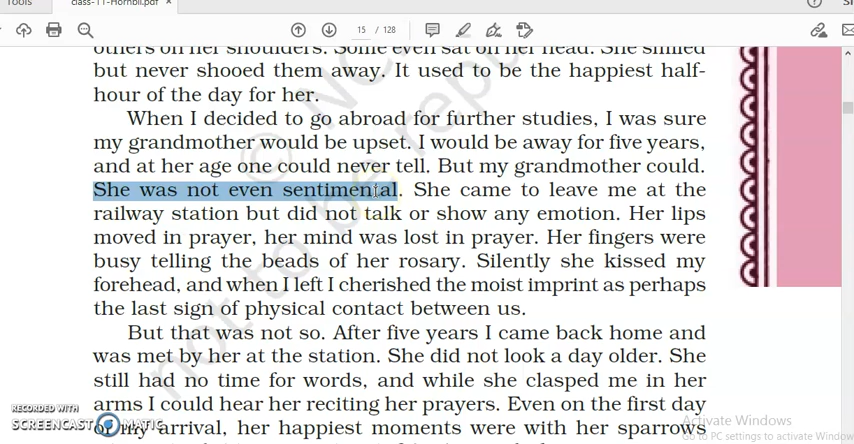 Tools
class-11-Hornbil.pdf
×
15 / 128
others on her shoulders. Some even sat on her head. She smiled
but never shooed them away. It used to be the happiest half-
hour of the day for her.
When I decided to go abroad for further studies, I was sure
my grandmother would be upset. I would be away for five years,
and at her age one could never tell. But my grandmother could.
She was not even sentimental. She came to leave me at the
railway station but did not talk or show any emotion. Her lips
moved in prayer, her mind was lost in prayer. Her fingers were
busy telling the beads of her rosary. Silently she kissed my
forehead, and when I left I cherished the moist imprint as perhaps
the last sign of physical contact between us.
But that was not so. After five years I came back home and
was met by her at the station. She did not look a day older. She
still had no time for words, and while she clasped me in her
arms I could hear her reciting her prayers. Even on the first day
of my arrival, her happiest moments were with her sparrows
© NC
not to be repu
RECORDED WITH
SCREENCAST MATIC
Activate Windows
Go to PC settings to activate Windows